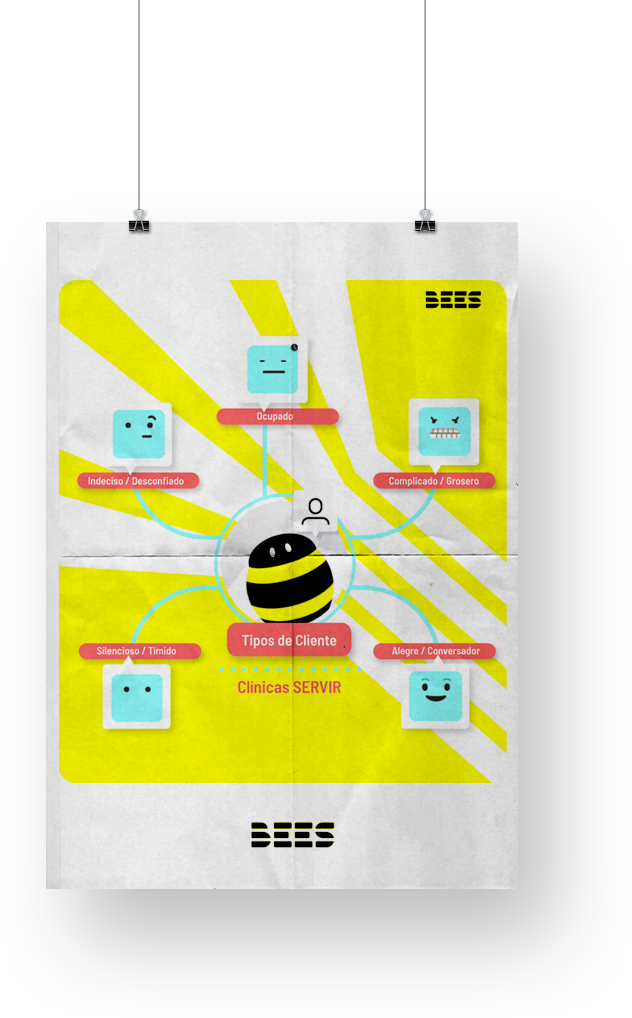 BEES
Ocupado
Indeciso / Desconfiado
Complicado / Grosero
Silencioso / Tímido
Tipos de Cliente
Alegre / Conversador
Clínicas SERVIR
BEES